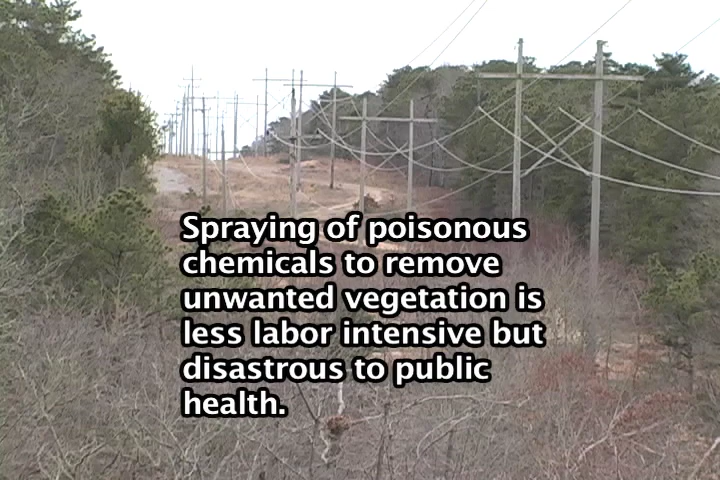 Spraying of poisonous
chemicals to remove
unwanted vegetation is
less labor intensive but
disastrous to public
health.